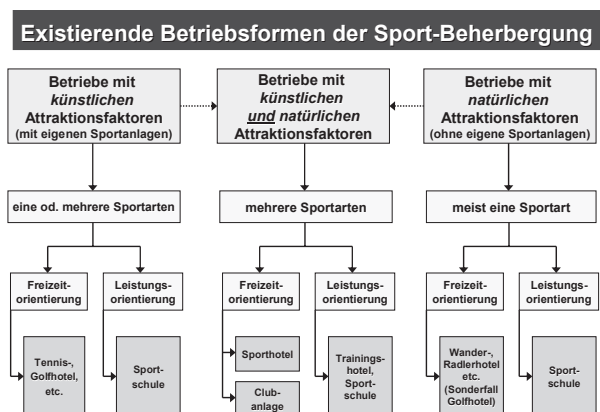 Existierende Betriebsformen der Sport-Beherbergung
Betriebe mit
künstlichen
Attraktionsfaktoren
(mit eigenen Sportanlagen)
Betriebe mit
künstlichen
und natürlichen
Attraktionsfaktoren
Betriebe mit
natürlichen
Attraktionsfaktoren
(ohne eigene Sportanlagen)
eine od. mehrere Sportarten
mehrere Sportarten
meist eine Sportart
Freizeit-
orientierung
Leistungs-
orientierung
Freizeit-
orientierung
Leistungs-
orientierung
Freizeit-
orientierung
Leistungs-
orientierung
Tennis-,
Golfhotel,
etc.
Sport-
schule
Sporthotel
Club-
anlage
Trainings-
hotel,
Sport-
schule
Wander-,
Radlerhotel
etc.
(Sonderfall
Golfhotel)
Sport-
schule